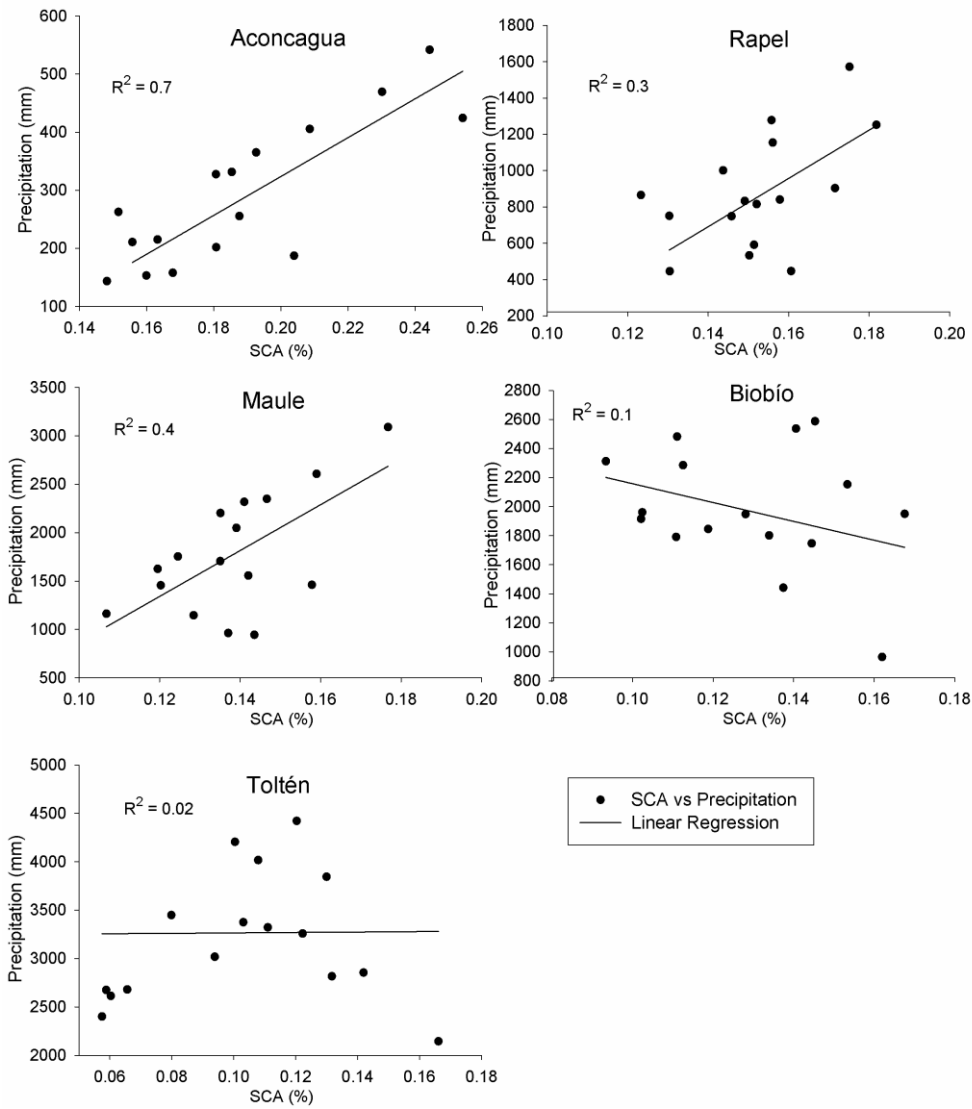 Aconcagua
R² = 0.7
Precipitation (mm)
600
500
400
300
200
100
0.14 0.16 0.18 0.20 0.22 0.24 0.26
SCA (%)
Rapel
R² = 0.3
Precipitation (mm)
1800
1600
1400
1200
1000
800
600
400
200
0.10 0.12 0.14 0.16 0.18 0.20
SCA (%)
Maule
R² = 0.4
Precipitation (mm)
3500
3000
2500
2000
1500
1000
500
0.100 0.12 0.14 0.16 0.18 0.20
SCA (%)
Biobío
R² = 0.1
Precipitation (mm)
2800
2600
2400
2200
2000
1800
1600
1400
1200
1000
800
0.08 0.10 0.12 0.14 0.16 0.18
SCA (%)
Toltén
R² = 0.02
Precipitation (mm)
5000
4500
4000
3500
3000
2500
2000
0.06 0.08 0.10 0.12 0.14 0.16 0.18
SCA (%)
SCA vs Precipitation
Linear Regression